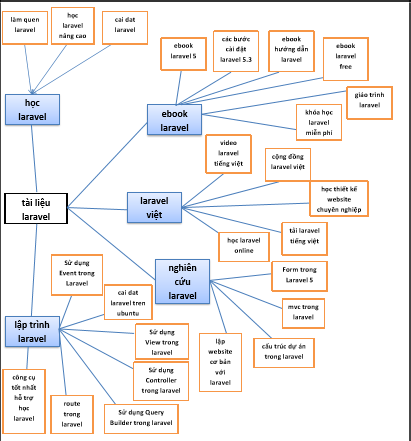 làm quen
laravel
học
laravel
nâng cao
cai dat
laravel
học
laravel
ebook
laravel 5
các bước
cài đặt
laravel 5.3
ebook
hướng dẫn
laravel
ebook
laravel
free
giáo trình
laravel
khóa học
laravel
miễn phí
ebook
laravel
tài liệu
laravel
laravel
việt
video
laravel
tiếng việt
cộng đồng
laravel việt
học thiết kế
website
chuyên nghiệp
tải laravel
tiếng việt
học laravel
online
nghiên
cứu
laravel
Form trong
Laravel 5
mvc trong
laravel
cấu trúc dự án
trong laravel
lập
website
cơ bản
với
laravel
lập trình
laravel
Sử dụng
Event trong
Laravel
cai dat
laravel tren
ubuntu
Sử dụng
View trong
laravel
Sử dụng
Controller
trong laravel
Sử dụng Query
Builder trong laravel
route
trong
laravel
công cụ
tốt nhất
hỗ trợ
học
laravel